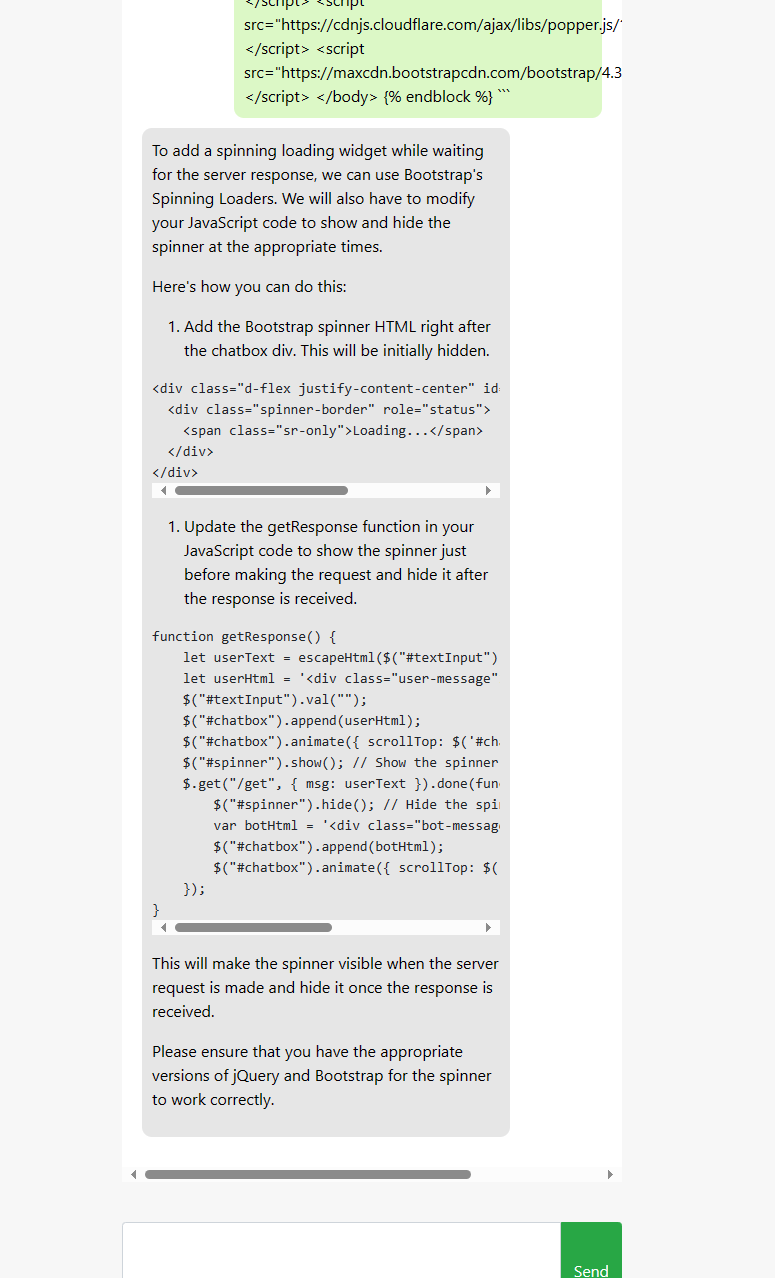 </script> <script
src="https://cdnjs.cloudflare.com/ajax/libs/popper.js/
</script> <script
src="https://maxcdn.bootstrapcdn.com/bootstrap/4.3
</script> </body> {% endblock %} ```
To add a spinning loading widget while waiting
for the server response, we can use Bootstrap's
Spinning Loaders. We will also have to modify
your JavaScript code to show and hide the
spinner at the appropriate times.
Here's how you can do this:
1. Add the Bootstrap spinner HTML right after
the chatbox div. This will be initially hidden.
<div class="d-flex justify-content-center" id
<div class="spinner-border" role="status">
<span class="sr-only">Loading...</span>
</div>
</div>
1. Update the getResponse function in your
JavaScript code to show the spinner just
before making the request and hide it after
the response is received.
function getResponse() {
let userText = escapeHtml($("#textInput")
let userHtml = '<div class="user-message"
$("#textInput").val("");
$("#chatbox").append(userHtml);
$("#chatbox").animate({ scrollTop: $('#ch
$("#spinner").show(); // Show the spinner
$.get("/get", { msg: userText }).done(fun
$("#spinner").hide(); // Hide the spi
var botHtml = '<div class="bot-messag
$("#chatbox").append(botHtml);
$("#chatbox").animate({ scrollTop: $(
});
}
This will make the spinner visible when the server
request is made and hide it once the response is
received.
Please ensure that you have the appropriate
versions of jQuery and Bootstrap for the spinner
to work correctly.
Send